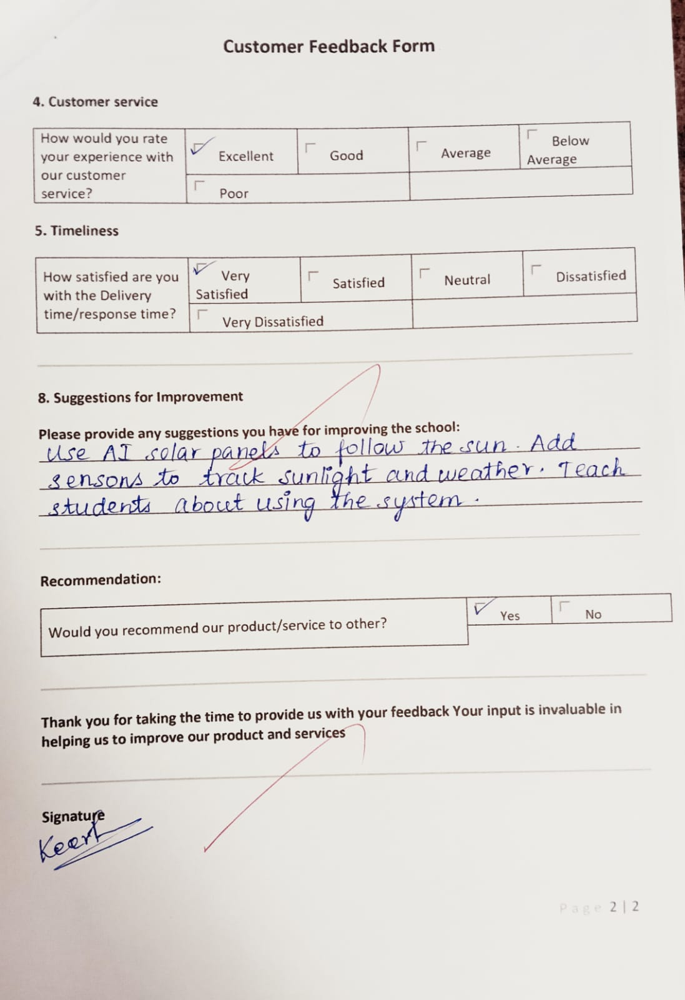 Customer Feedback Form
4. Customer service
How would you rate
your experience with
our customer
service?
Excellent
Good
Average
Below
Average
Poor
5. Timeliness
How satisfied are you
with the Delivery
time/response time?
Very
Satisfied
Satisfied
Neutral
Dissatisfied
Very Dissatisfied
8. Suggestions for Improvement
Please provide any suggestions you have for improving the school:
Use AI solar panels to follow the sun. Add
sensons to track sunlight and weather. Teach
students about using the system.
Recommendation:
Would you recommend our product/service to other?
Yes
No
Thank you for taking the time to provide us with your feedback Your input is invaluable in
helping us to improve our product and services
Signature
Page 2 | 2